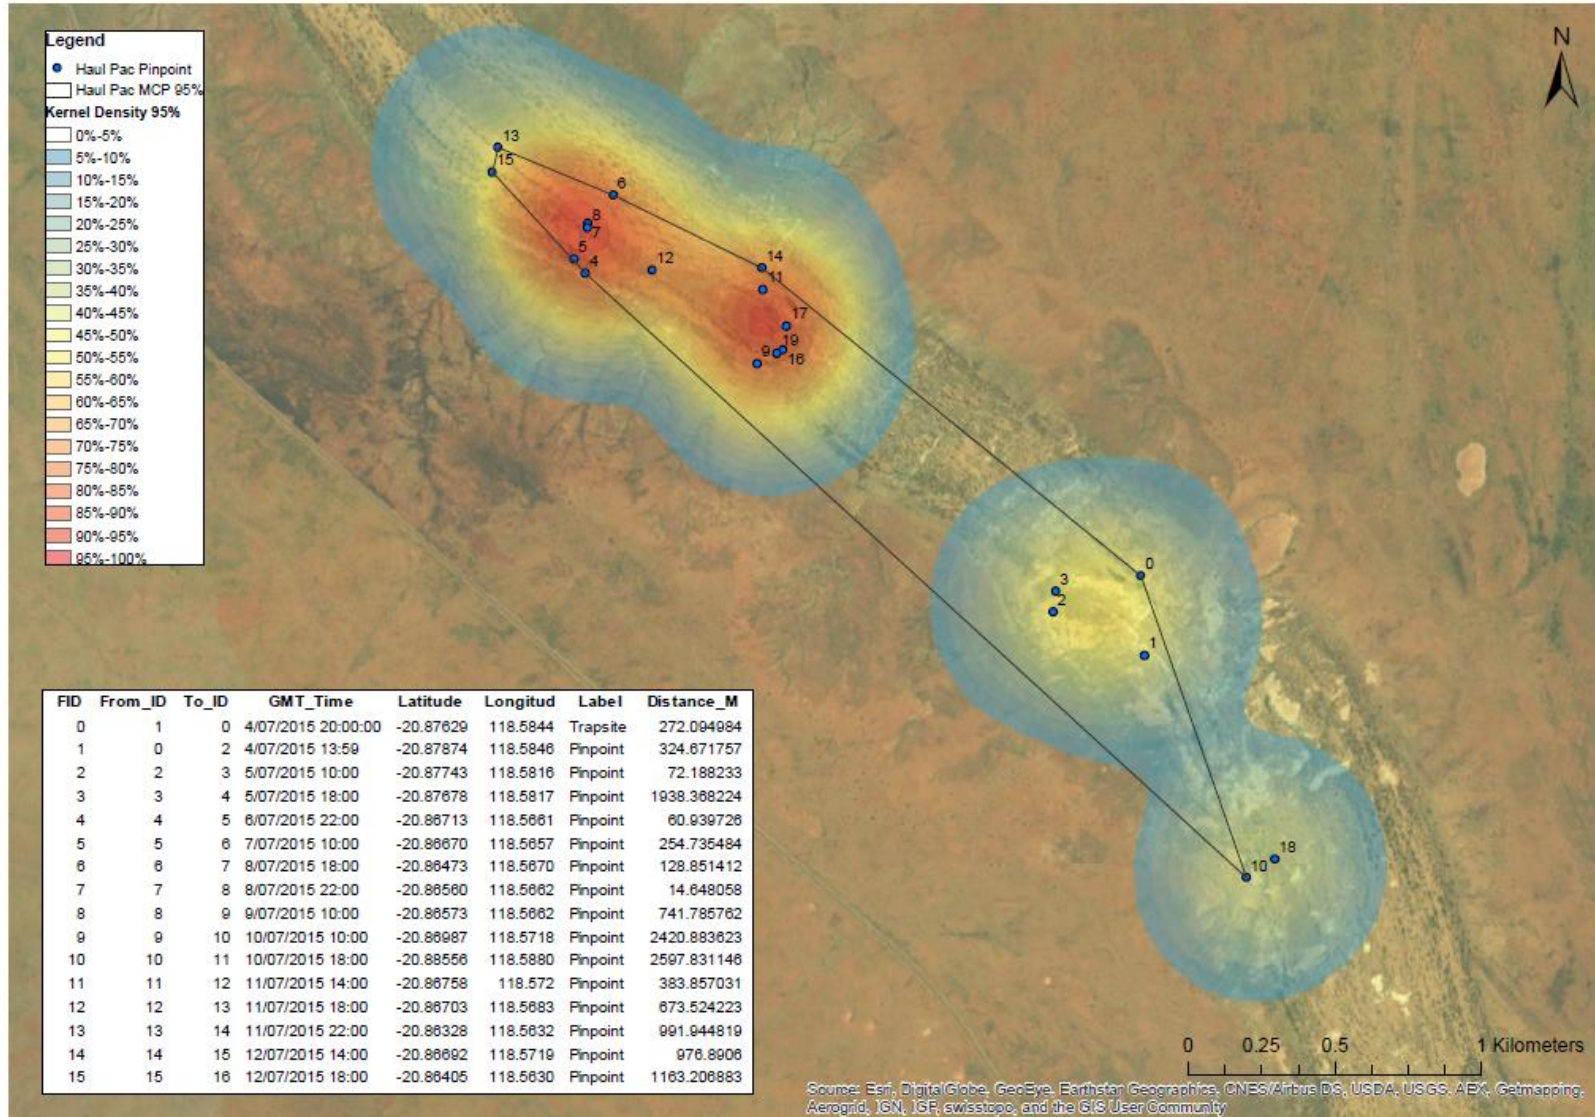 Legend
Haul Pac Pinpoint
Haul Pac MCP 95%
Kernel Density 95%
0%-5%
5%-10%
10%-15%
15%-20%
20%-25%
25%-30%
30%-35%
35%-40%
40%-45%
45%-50%
50%-55%
55%-60%
60%-65%
65%-70%
70%-75%
75%-80%
80%-85%
85%-90%
90%-95%
95%-100%
N
13
15
6
8
7
5
4
12
14
11
17
19
9
16
0
3
2
1
18
10
FID From_ID To_ID GMT_Time Latitude Longitud Label Distance_M
0 1 0 4/07/2015 20:00:00 -20.87629 118.5844 Trapsite 272.094984
1 0 2 4/07/2015 13:59 -20.87874 118.5846 Pinpoint 324.671757
2 2 3 5/07/2015 10:00 -20.87743 118.5816 Pinpoint 72.188233
3 3 4 5/07/2015 18:00 -20.87678 118.5817 Pinpoint 1938.368224
4 4 5 6/07/2015 22:00 -20.86713 118.5661 Pinpoint 60.939726
5 5 6 7/07/2015 10:00 -20.86670 118.5657 Pinpoint 254.735484
6 6 7 8/07/2015 18:00 -20.86473 118.5670 Pinpoint 128.851412
7 7 8 8/07/2015 22:00 -20.86560 118.5662 Pinpoint 14.648058
8 8 9 9/07/2015 10:00 -20.86573 118.5662 Pinpoint 741.785762
9 9 10 10/07/2015 10:00 -20.86987 118.5718 Pinpoint 2420.883623
10 10 11 10/07/2015 18:00 -20.88556 118.5880 Pinpoint 2597.831146
11 11 12 11/07/2015 14:00 -20.86758 118.572 Pinpoint 383.857031
12 12 13 11/07/2015 18:00 -20.86703 118.5683 Pinpoint 673.524223
13 13 14 11/07/2015 22:00 -20.86328 118.5632 Pinpoint 991.944819
14 14 15 12/07/2015 14:00 -20.86692 118.5719 Pinpoint 976.8906
15 15 16 12/07/2015 18:00 -20.86405 118.5630 Pinpoint 1163.206883
0 0.25 0.5 1 Kilometers
Source: Esri, DigitalGlobe, GeoEye, Earthstar Geographics, CNES/Airbus DS, USDA, USGS, AEX, Getmapping,
Aerogrid, IGN, IGP, swisstopo, and the GIS User Community